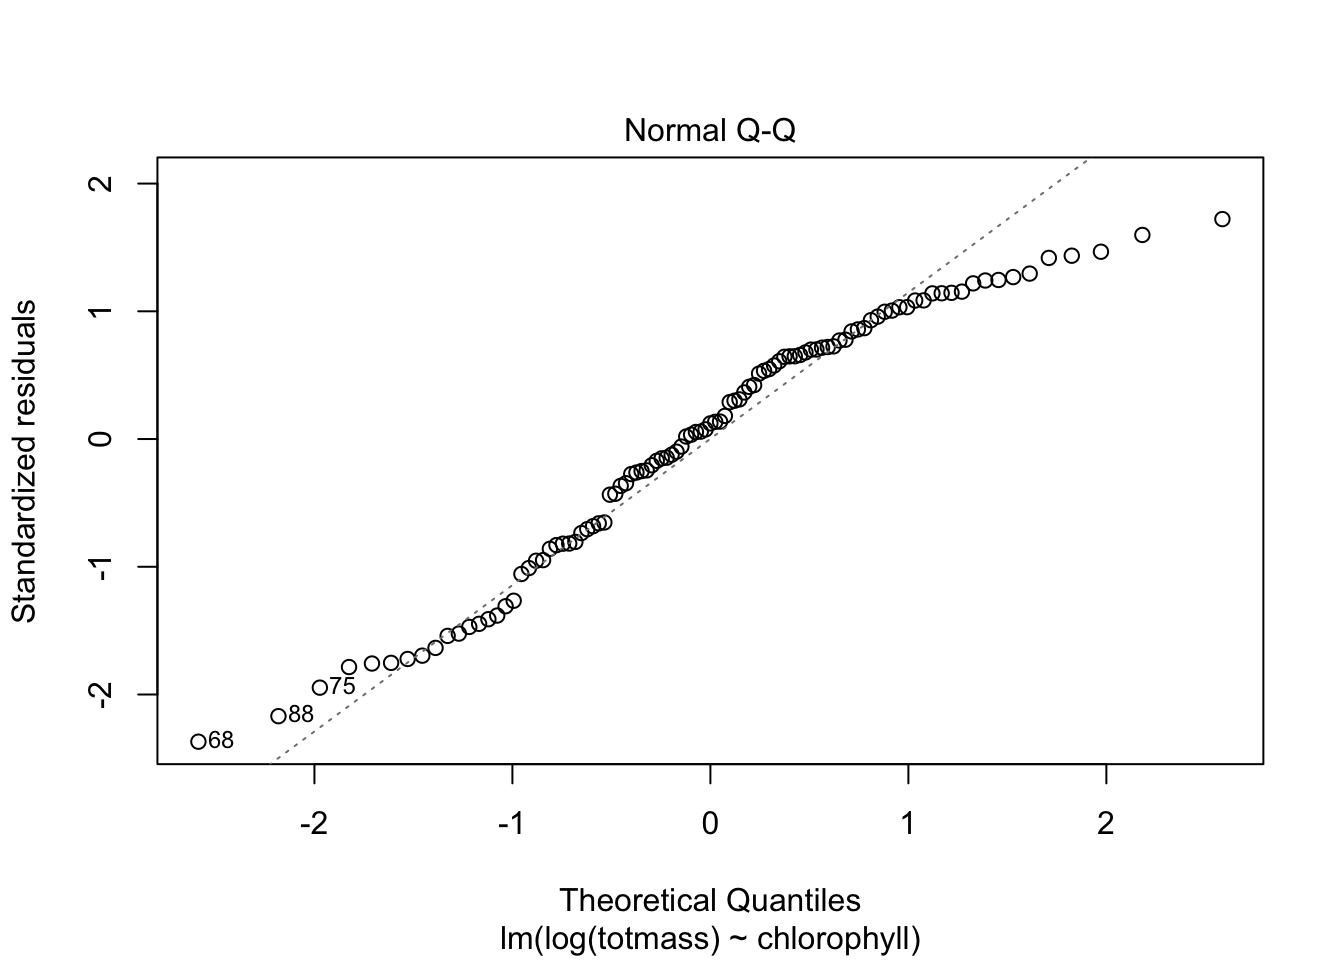 Normal Q-Q
2
1
0
-1
-2
Standardized residuals
75
88
68
-2 -1 0 1 2
Theoretical Quantiles
lm(log(totmass) ~ chlorophyll)